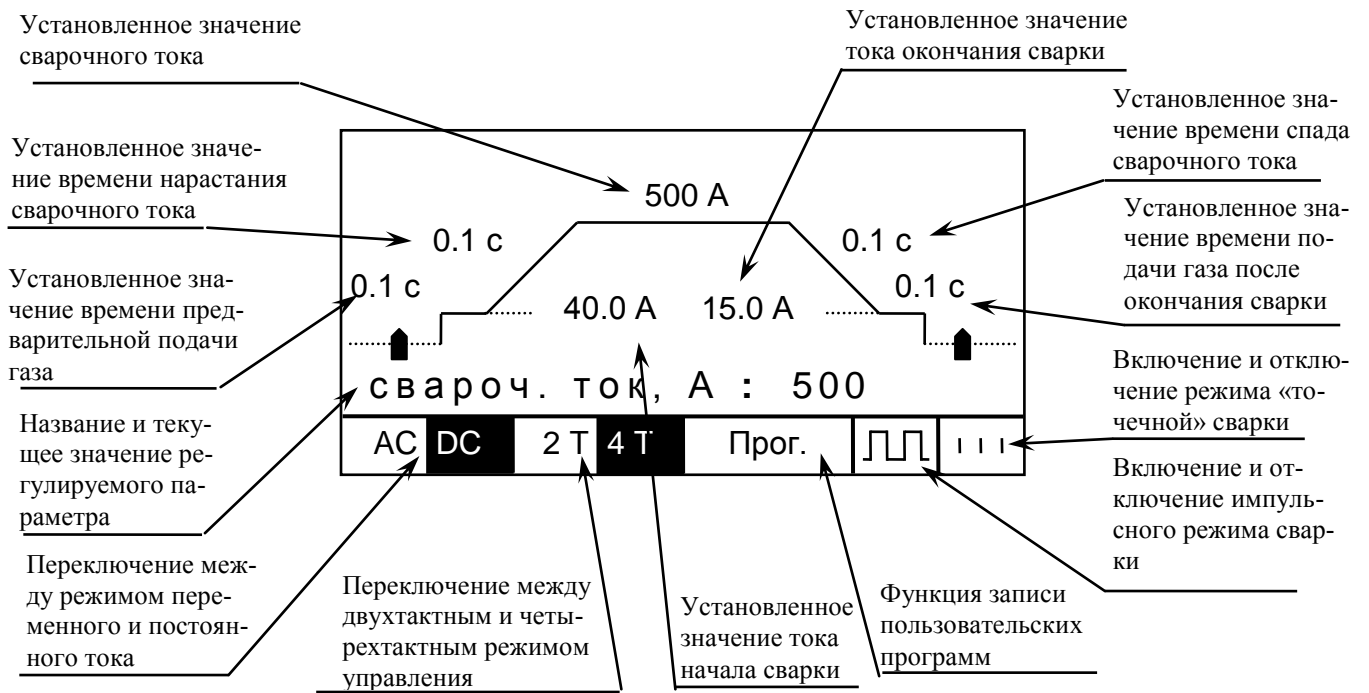 Установленное значение
сварочного тока
Установленное значение
тока окончания сварки
Установленное зна-
чение времени спада
сварочного тока
Установленное значе-
ние времени нарастания
сварочного тока
Установленное зна-
чение времени по-
дачи газа после
окончания сварки
Установленное зна-
чение времени пред-
варительной подачи
газа
500 А
0.1 с
0.1 с
0.1 с
0.1 с
40.0 А 15.0 А
свароч. ток, А : 500
AC DC 2 Т 4 Т Прог.
Название и теку-
щее значение ре-
гулируемого па-
раметра
Включение и отклю-
чение режима «то-
чечной» сварки
Включение и от-
ключение импуль-
сного режима свар-
ки
Переключение меж-
ду режимом пере-
менного и постоян-
ного тока
Переключение между
двухтактным и четы-
рехтактным режимом
управления
Установленное
значение тока
начала сварки
Функция записи
пользовательских
программ